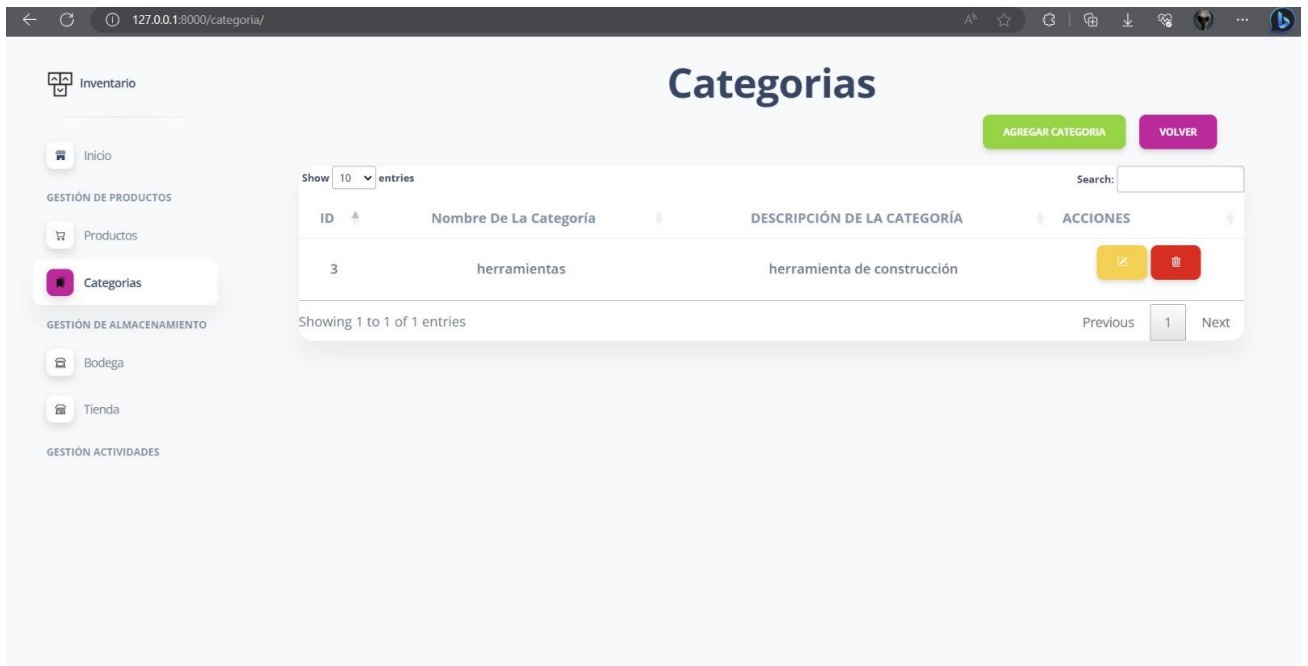 127.0.0.1:8000/categoria/
Inventario
Categorias
AGREGAR CATEGORIA VOLVER
Inicio
GESTIÓN DE PRODUCTOS
Productos
Categorias
GESTIÓN DE ALMACENAMIENTO
Bodega
Tienda
GESTIÓN ACTIVIDADES
Show 10 entries Search:
ID Nombre De La Categoría DESCRIPCIÓN DE LA CATEGORÍA ACCIONES
3 herramientas herramienta de construcción
Showing 1 to 1 of 1 entries Previous 1 Next